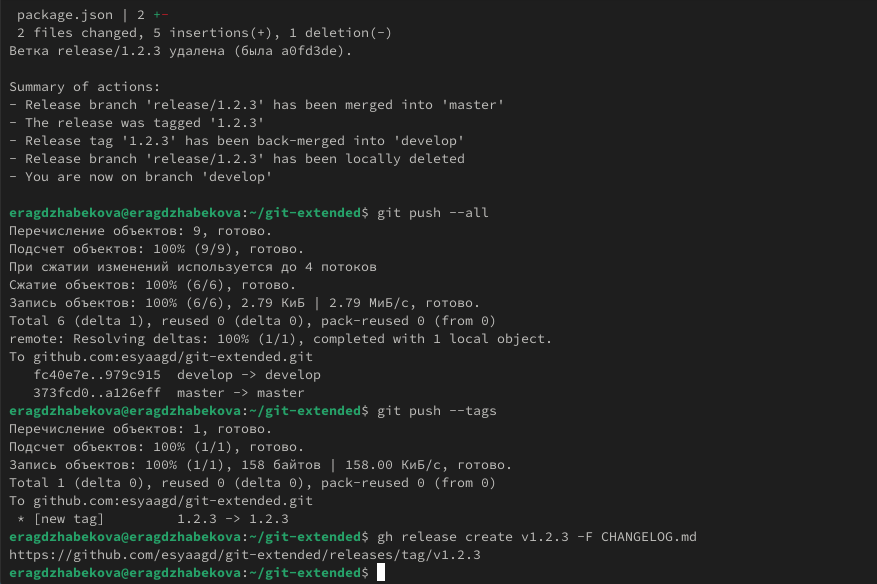 package.json | 2 +-
2 files changed, 5 insertions(+), 1 deletion(-)
Ветка release/1.2.3 удалена (была a0fd3de).
Summary of actions:
- Release branch 'release/1.2.3' has been merged into 'master'
- The release was tagged '1.2.3'
- Release tag '1.2.3' has been back-merged into 'develop'
- Release branch 'release/1.2.3' has been locally deleted
- You are now on branch 'develop'
eragdzhabekova@eragdzhabekova:~/git-extended$ git push --all
Перечисление объектов: 9, готово.
Подсчет объектов: 100% (9/9), готово.
При сжатии изменений используется до 4 потоков
Сжатие объектов: 100% (6/6), готово.
Запись объектов: 100% (6/6), 2.79 КиБ | 2.79 МиБ/с, готово.
Total 6 (delta 1), reused 0 (delta 0), pack-reused 0 (from 0)
remote: Resolving deltas: 100% (1/1), completed with 1 local object.
To github.com:esyaagd/git-extended.git
fc40e7e..979c915  develop -> develop
373fcd0..a126eff  master -> master
eragdzhabekova@eragdzhabekova:~/git-extended$ git push --tags
Перечисление объектов: 1, готово.
Подсчет объектов: 100% (1/1), готово.
Запись объектов: 100% (1/1), 158 байтов | 158.00 КиБ/с, готово.
Total 1 (delta 0), reused 0 (delta 0), pack-reused 0 (from 0)
To github.com:esyaagd/git-extended.git
* [new tag]         1.2.3 -> 1.2.3
eragdzhabekova@eragdzhabekova:~/git-extended$ gh release create v1.2.3 -F CHANGELOG.md
https://github.com/esyaagd/git-extended/releases/tag/v1.2.3
eragdzhabekova@eragdzhabekova:~/git-extended$